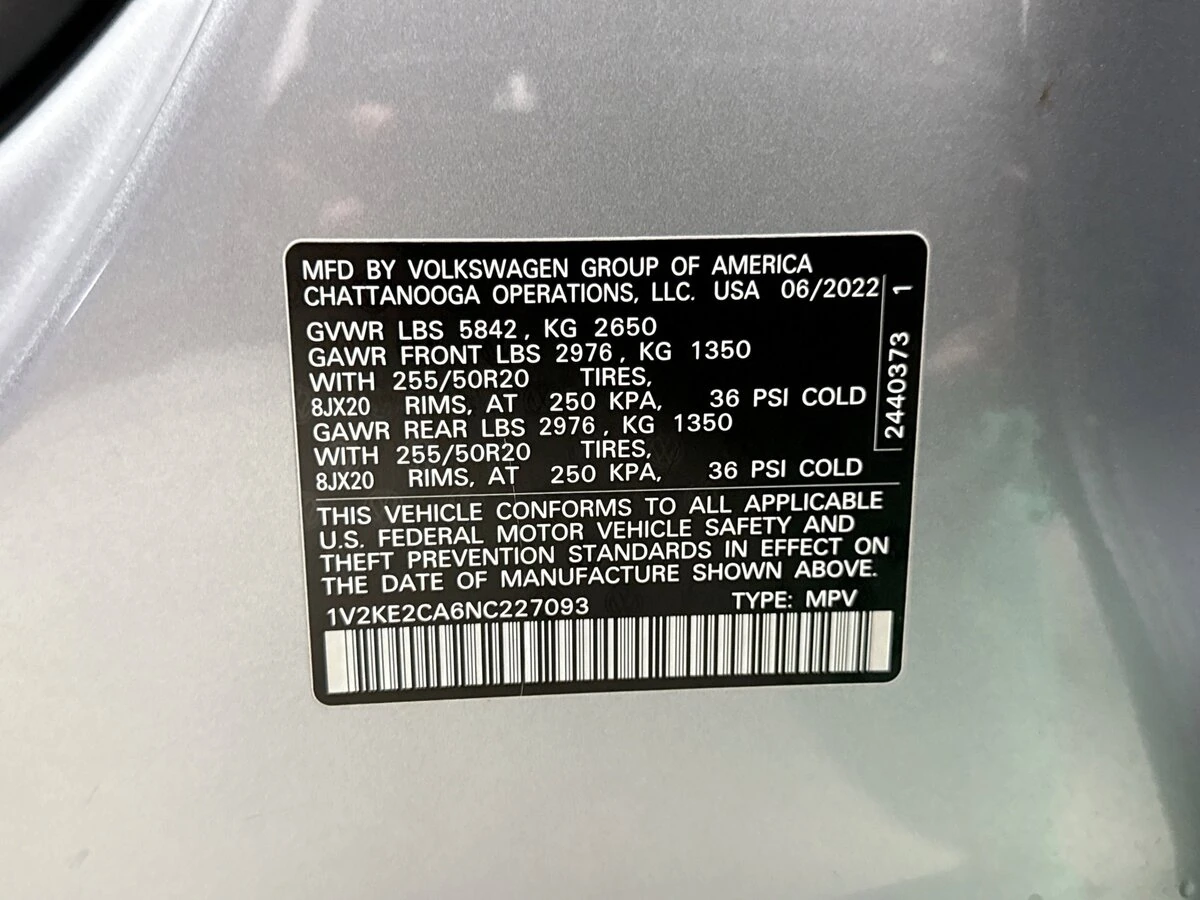 MFD BY VOLKSWAGEN GROUP OF AMERICA
CHATTANOOGA OPERATIONS, LLC. USA 06/2022
GVWR LBS 5842, KG 2650
GAWR FRONT LBS 2976, KG 1350
WITH 255/50R20 TIRES,
8JX20 RIMS, AT 250 KPA, 36 PSI COLD
GAWR REAR LBS 2976, KG 1350
WITH 255/50R20 TIRES,
8JX20 RIMS, AT 250 KPA, 36 PSI COLD
THIS VEHICLE CONFORMS TO ALL APPLICABLE
U.S. FEDERAL MOTOR VEHICLE SAFETY AND
THEFT PREVENTION STANDARDS IN EFFECT ON
THE DATE OF MANUFACTURE SHOWN ABOVE.
1V2KE2CA6NC227093 TYPE: MPV
2440373 1